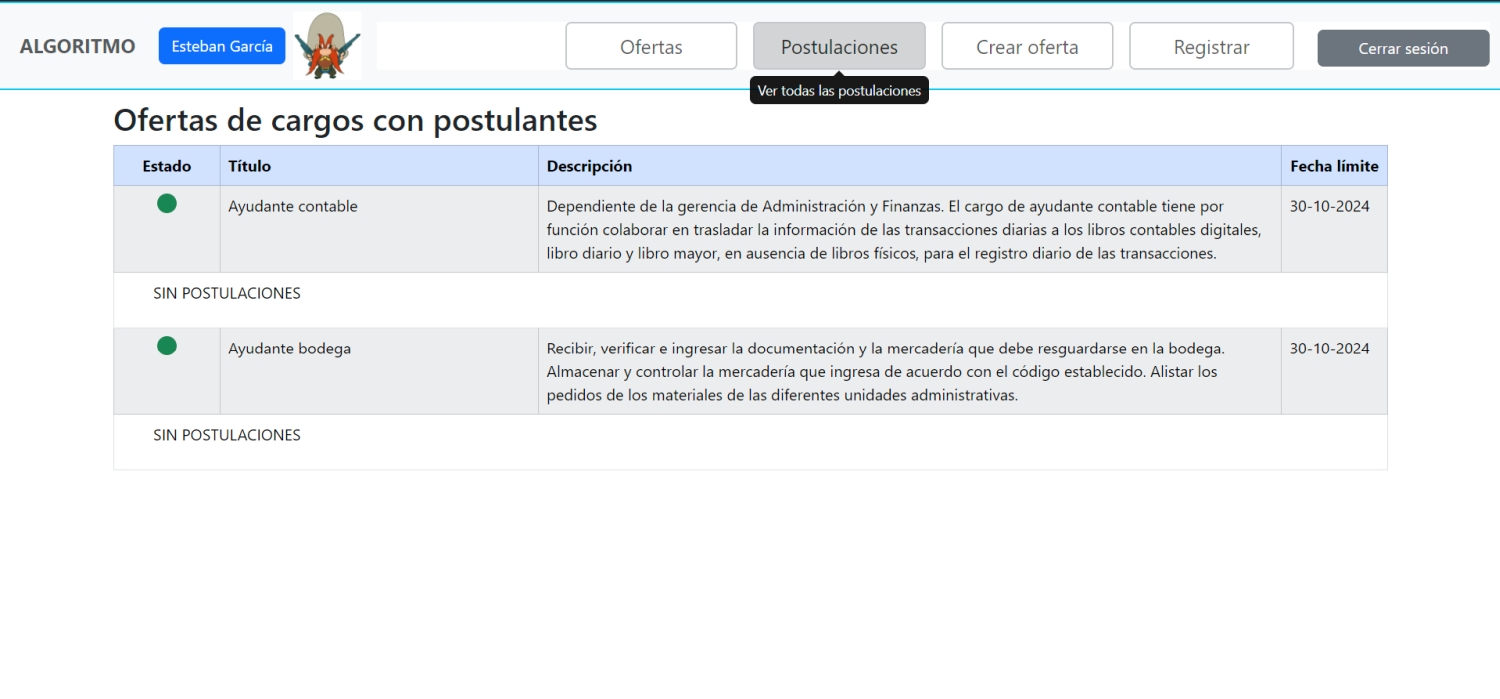 ALGORITMO
Esteban García
Ofertas
Postulaciones
Crear oferta
Registrar
Cerrar sesión
Ver todas las postulaciones
Ofertas de cargos con postulantes
Estado Título Descripción Fecha límite
Ayudante contable
Dependiente de la gerencia de Administración y Finanzas. El cargo de ayudante contable tiene por
función colaborar en trasladar la información de las transacciones diarias a los libros contables digitales,
libro diario y libro mayor, en ausencia de libros físicos, para el registro diario de las transacciones.
30-10-2024
SIN POSTULACIONES
Ayudante bodega
Recibir, verificar e ingresar la documentación y la mercadería que debe resguardarse en la bodega.
Almacenar y controlar la mercadería que ingresa de acuerdo con el código establecido. Alistar los
pedidos de los materiales de las diferentes unidades administrativas.
30-10-2024
SIN POSTULACIONES